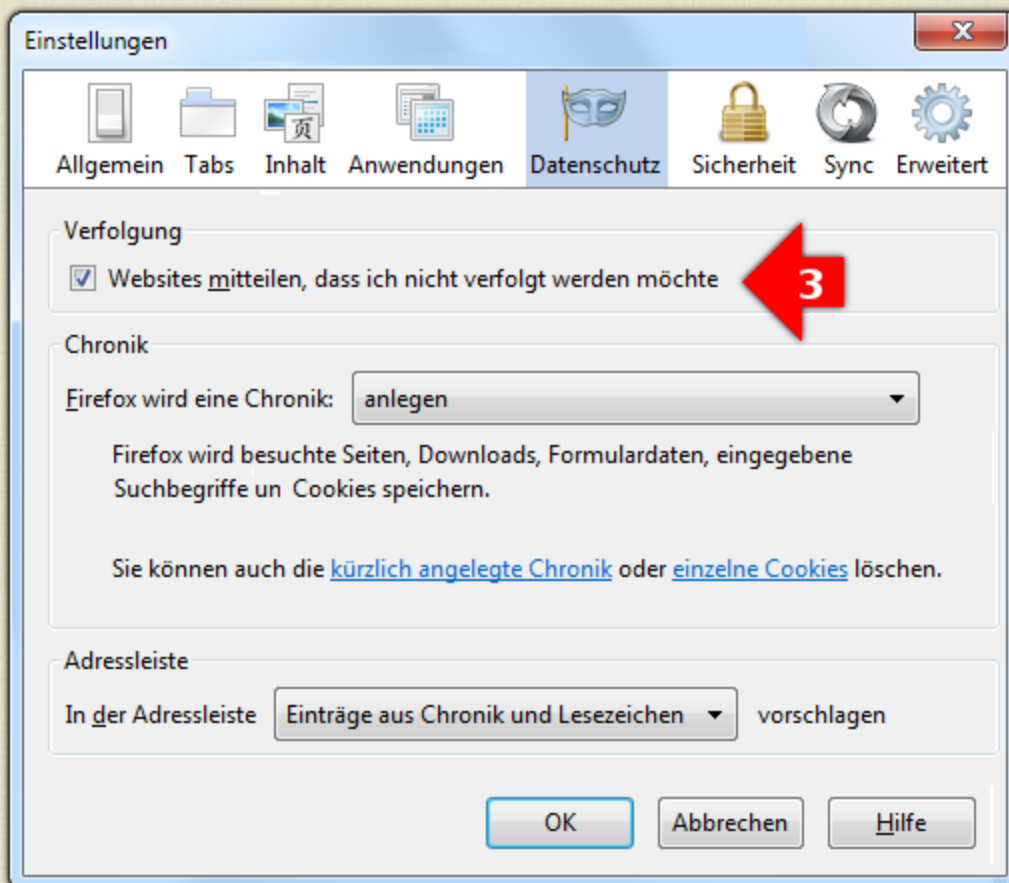 Einstellungen
页
Allgemein Tabs Inhalt Anwendungen Datenschutz Sicherheit Sync Erweitert
Verfolgung
Websites mitteilen, dass ich nicht verfolgt werden möchte
3
Chronik
Firefox wird eine Chronik: anlegen
Firefox wird besuchte Seiten, Downloads, Formulardaten, eingegebene
Suchbegriffe un Cookies speichern.
Sie können auch die kürzlich angelegte Chronik oder einzelne Cookies löschen.
Adressleiste
In der Adressleiste Einträge aus Chronik und Lesezeichen vorschlagen
OK Abbrechen Hilfe